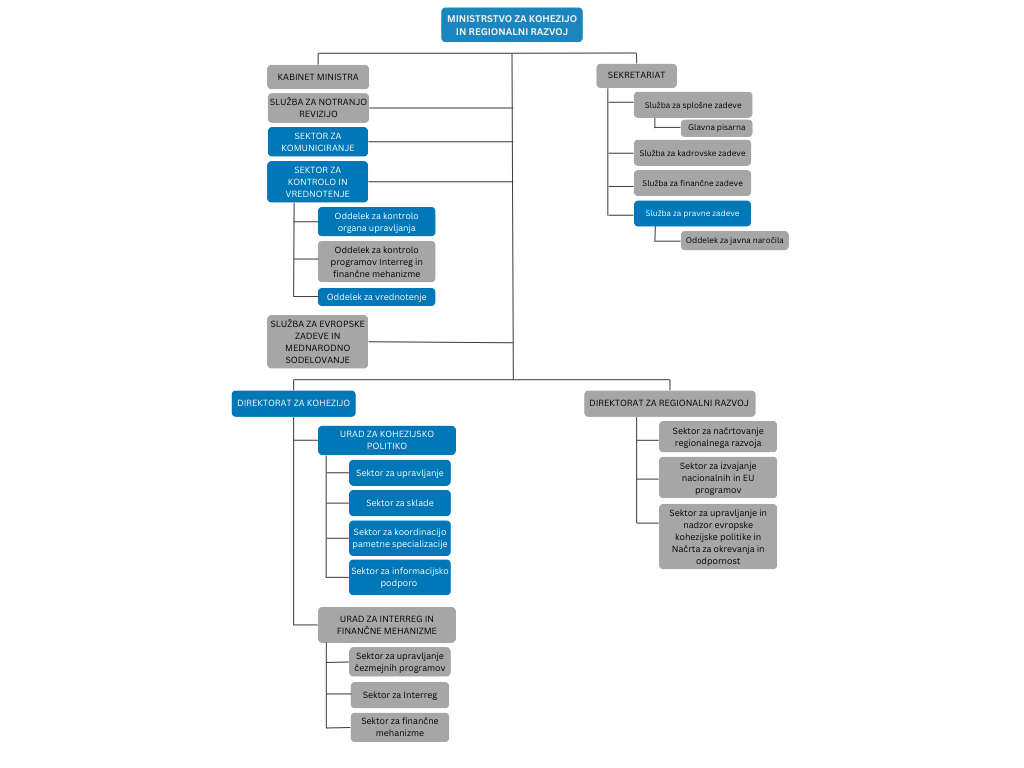 MINISTRSTVO ZA KOHEZIJO
IN REGIONALNI RAZVOJ
KABINET MINISTRA
SLUŽBA ZA NOTRANJO
REVIZIJO
SEKTOR ZA
KOMUNICIRANJE
SEKTOR ZA
KONTROLO IN
VREDNOTENJE
Oddelek za kontrolo
organa upravljanja
Oddelek za kontrolo
programov Interreg in
finančne mehanizme
Oddelek za vrednotenje
SLUŽBA ZA EVROPSKE
ZADEVE IN
MEDNARODNO
SODELOVANJE
SEKRETARIAT
Služba za splošne zadeve
Glavna pisarna
Služba za kadrovske zadeve
Služba za finančne zadeve
Služba za pravne zadeve
Oddelek za javna naročila
DIREKTORAT ZA KOHEZIJO
URAD ZA KOHEZIJSKO
POLITIKO
Sektor za upravljanje
Sektor za sklade
Sektor za koordinacijo
pametne specializacije
Sektor za informacijsko
podporo
URAD ZA INTERREG IN
FINANČNE MEHANIZME
Sektor za upravljanje
čezmejnih programov
Sektor za Interreg
Sektor za finančne
mehanizme
DIREKTORAT ZA REGIONALNI RAZVOJ
Sektor za načrtovanje
regionalnega razvoja
Sektor za izvajanje
nacionalnih in EU
programov
Sektor za upravljanje in
nadzor evropske
kohezijske politike in
Načrta za okrevanja in
odpornost